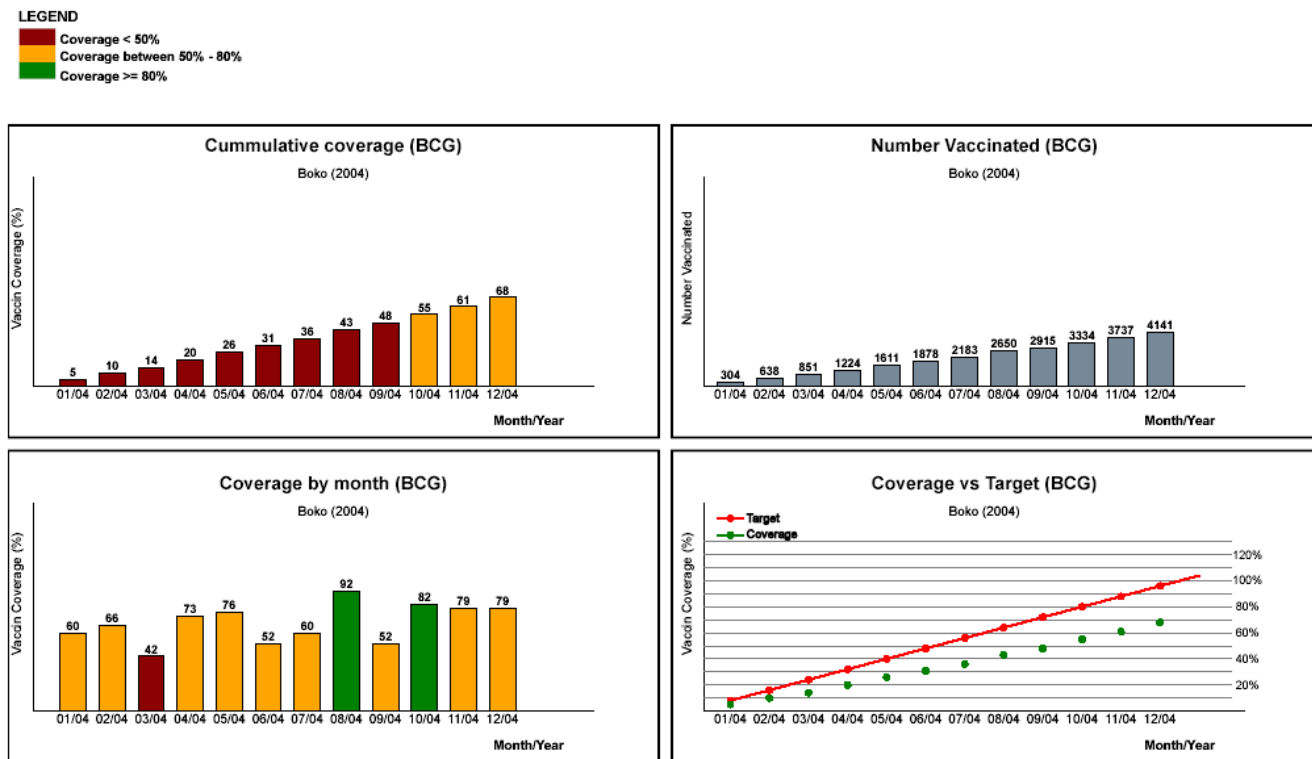 LEGEND
Coverage < 50%
Coverage between 50% - 80%
Coverage >= 80%
Cummulative coverage (BCG)
Boko (2004)
Vaccin Coverage (%)
5 10 14 20 26 31 36 43 48 55 61 68
01/04 02/04 03/04 04/04 05/04 06/04 07/04 08/04 09/04 10/04 11/04 12/04
Month/Year
Number Vaccinated (BCG)
Boko (2004)
Number Vaccinated
304 638 851 1224 1611 1878 2183 2650 2915 3334 3737 4141
01/04 02/04 03/04 04/04 05/04 06/04 07/04 08/04 09/04 10/04 11/04 12/04
Month/Year
Coverage by month (BCG)
Boko (2004)
Vaccin Coverage (%)
60 66 42 73 76 52 60 92 52 82 79 79
01/04 02/04 03/04 04/04 05/04 06/04 07/04 08/04 09/04 10/04 11/04 12/04
Month/Year
Coverage vs Target (BCG)
Boko (2004)
Target
Coverage
Vaccin Coverage (%)
120%
100%
80%
60%
40%
20%
01/04 02/04 03/04 04/04 05/04 06/04 07/04 08/04 09/04 10/04 11/04 12/04
Month/Year